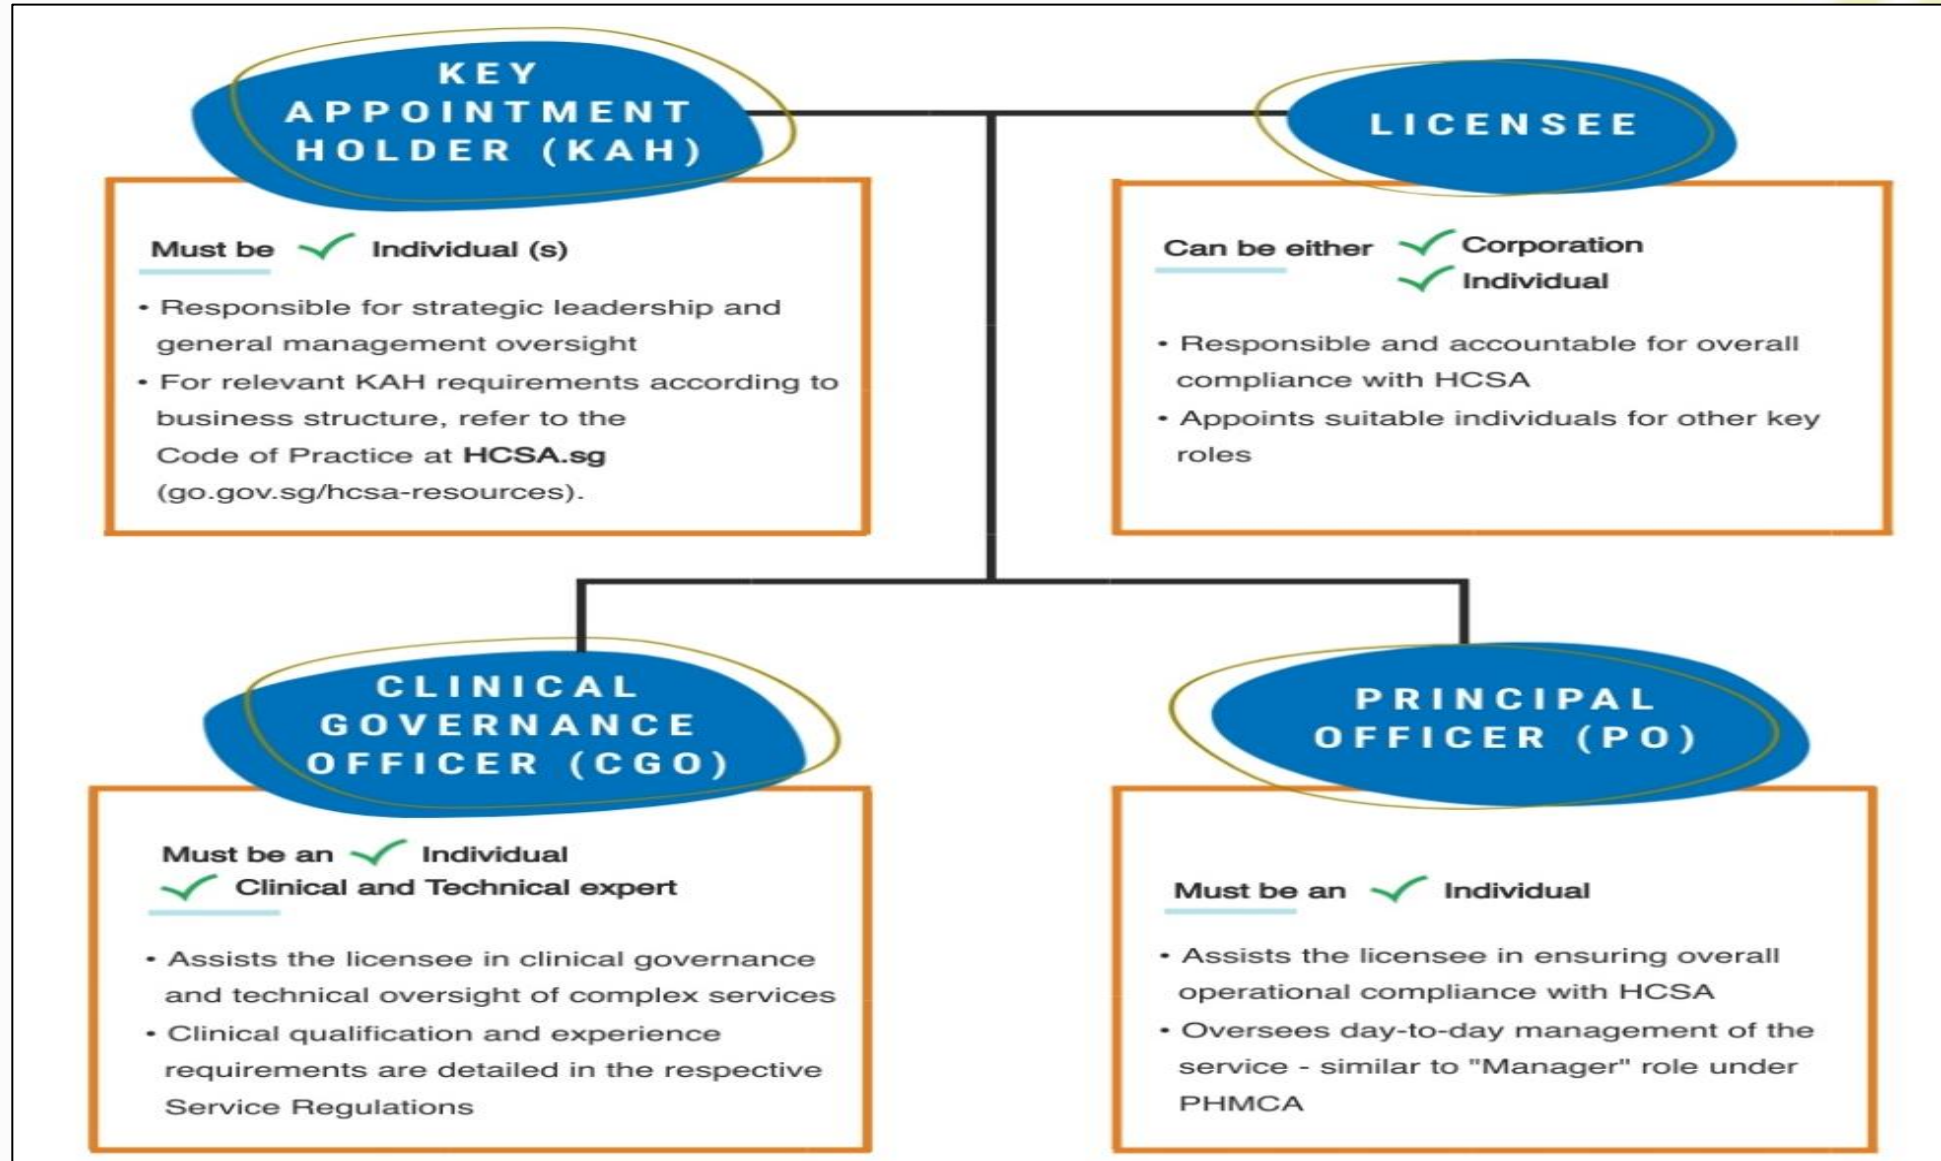 KEY
APPOINTMENT
HOLDER (KAH)
Must be Individual (s)
• Responsible for strategic leadership and
general management oversight
• For relevant KAH requirements according to
business structure, refer to the
Code of Practice at HCSA.sg
(go.gov.sg/hcsa-resources).
LICENSEE
Can be either Corporation
Individual
• Responsible and accountable for overall
compliance with HCSA
• Appoints suitable individuals for other key
roles
CLINICAL
GOVERNANCE
OFFICER (CGO)
Must be an Individual
Clinical and Technical expert
• Assists the licensee in clinical governance
and technical oversight of complex services
• Clinical qualification and experience
requirements are detailed in the respective
Service Regulations
PRINCIPAL
OFFICER (PO)
Must be an Individual
• Assists the licensee in ensuring overall
operational compliance with HCSA
• Oversees day-to-day management of the
service - similar to "Manager" role under
PHMCA